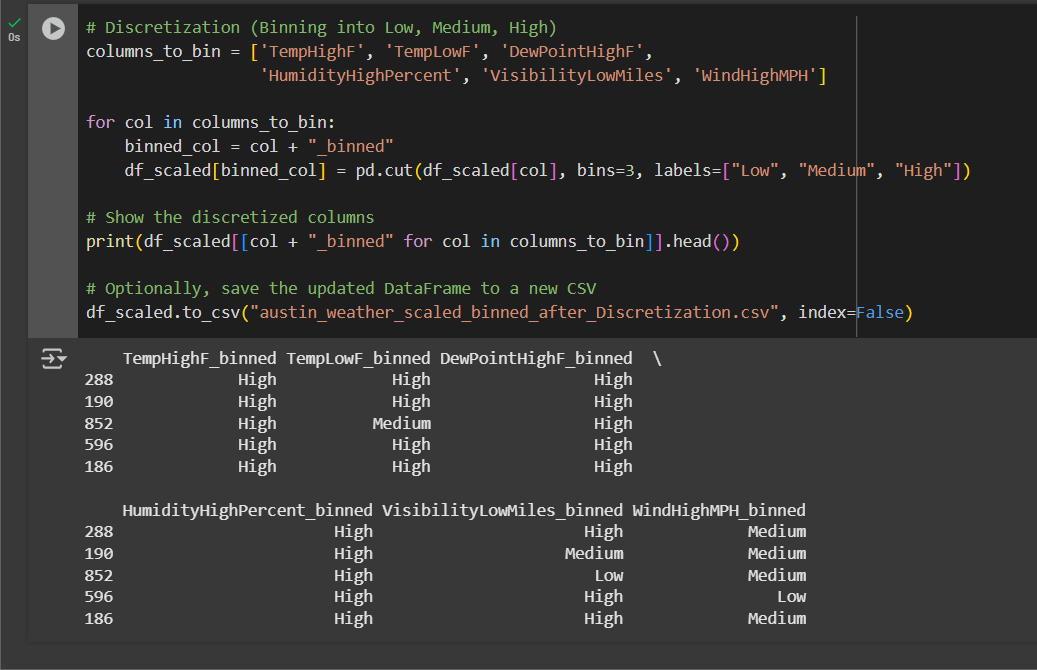 0s
# Discretization (Binning into Low, Medium, High)
columns_to_bin = ['TempHighF', 'TempLowF', 'DewPointHighF',
'HumidityHighPercent', 'VisibilityLowMiles', 'WindHighMPH']
for col in columns_to_bin:
binned_col = col + "_binned"
df_scaled[binned_col] = pd.cut(df_scaled[col], bins=3, labels=["Low", "Medium", "High"])
# Show the discretized columns
print(df_scaled[[col + "_binned" for col in columns_to_bin]].head())
# Optionally, save the updated DataFrame to a new CSV
df_scaled.to_csv("austin_weather_scaled_binned_after_Discretization.csv", index=False)
TempHighF_binned TempLowF_binned DewPointHighF_binned \
288 High High High
190 High High High
852 High Medium High
596 High High High
186 High High High
HumidityHighPercent_binned VisibilityLowMiles_binned WindHighMPH_binned
288 High High Medium
190 High Medium Medium
852 High Low Medium
596 High High Low
186 High High Medium